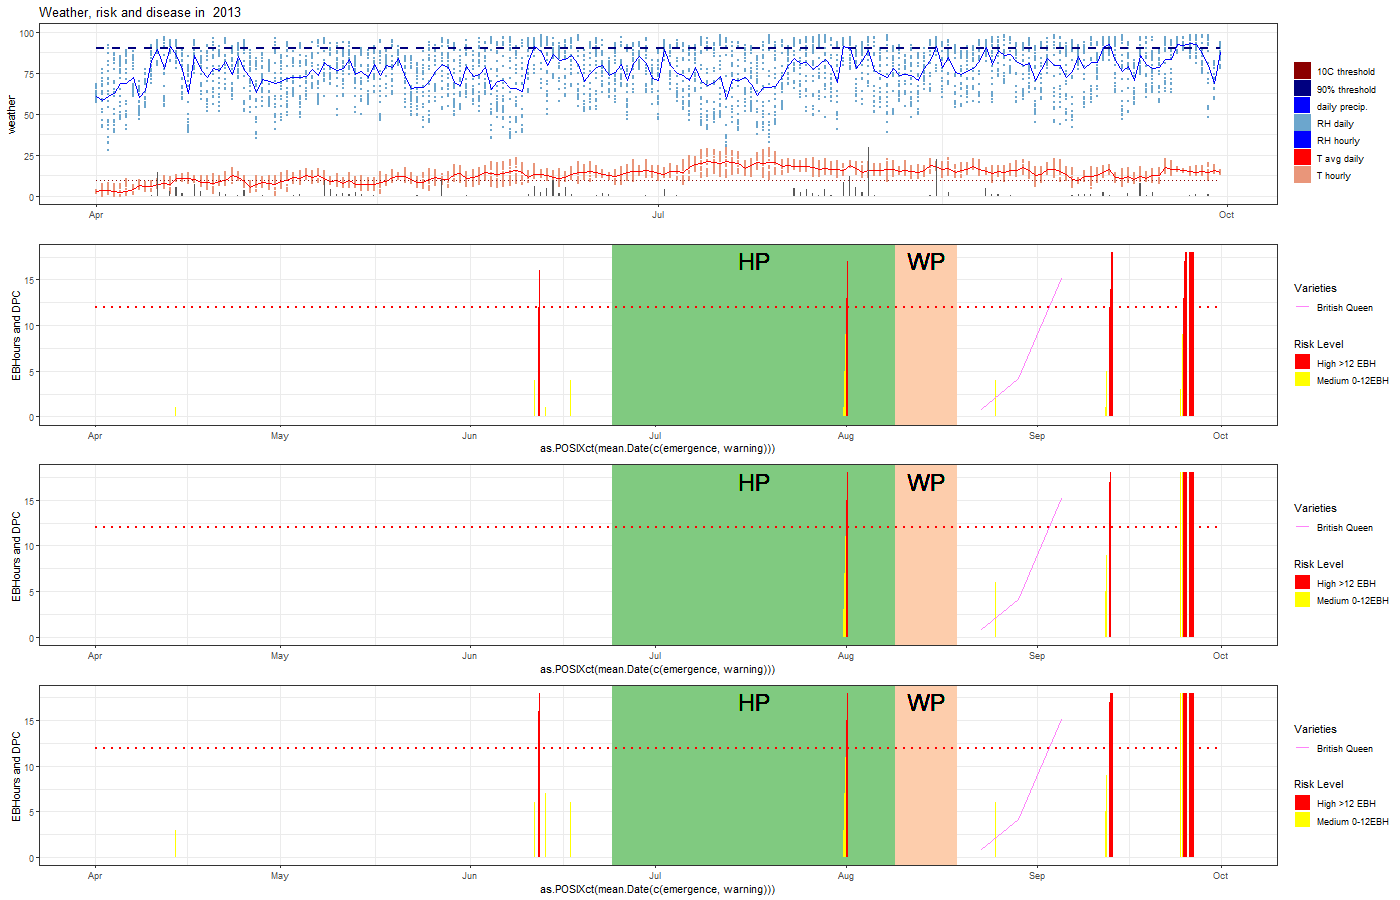 Weather, risk and disease in  2013
100
75
50
25
0
weather
Apr
Jul
Oct
10C threshold
90% threshold
daily precip.
RH daily
RH hourly
T avg daily
T hourly
HP
WP
15
10
5
0
EBHours and DPC
Apr
May
Jun
Jul
Aug
Sep
Oct
as.POSIXct(mean.Date(c(emergence, warning)))
Varieties
British Queen
Risk Level
High >12 EBH
Medium 0-12EBH
HP
WP
15
10
5
0
EBHours and DPC
Apr
May
Jun
Jul
Aug
Sep
Oct
as.POSIXct(mean.Date(c(emergence, warning)))
Varieties
British Queen
Risk Level
High >12 EBH
Medium 0-12EBH
HP
WP
15
10
5
0
EBHours and DPC
Apr
May
Jun
Jul
Aug
Sep
Oct
as.POSIXct(mean.Date(c(emergence, warning)))
Varieties
British Queen
Risk Level
High >12 EBH
Medium 0-12EBH